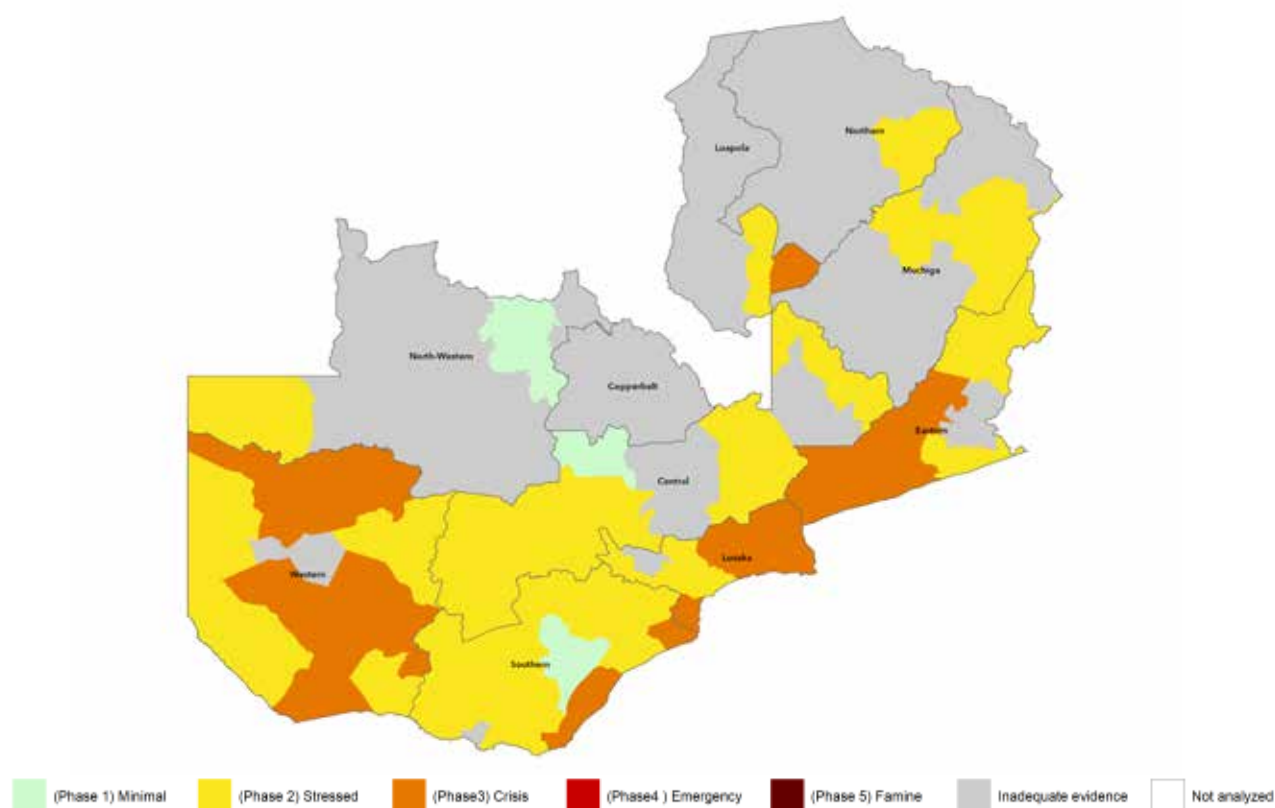 Northern
Luapula
Muchiga
North-Western
Copperbelt
Eastern
Central
Lusaka
Western
Southern
(Phase 1) Minimal
(Phase 2) Stressed
(Phase3) Crisis
(Phase4 ) Emergency
(Phase 5) Famine
Inadequate evidence
Not analyzed